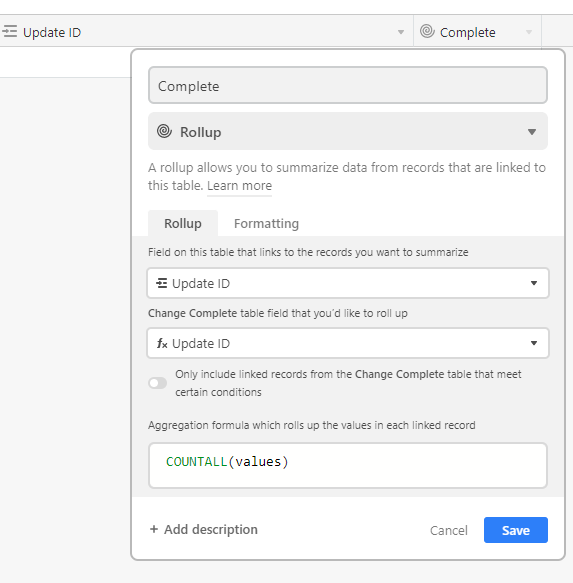 Update ID
Complete
Complete
Rollup
A rollup allows you to summarize data from records that are linked to
this table. Learn more
Rollup
Formatting
Field on this table that links to the records you want to summarize
Update ID
Change Complete table field that you'd like to roll up
fx Update ID
Only include linked records from the Change Complete table that meet
certain conditions
Aggregation formula which rolls up the values in each linked record
COUNTALL(values)
+ Add description
Cancel
Save